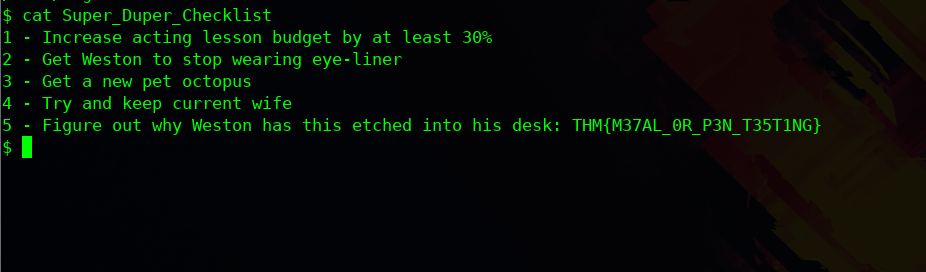 $ cat Super_Duper_Checklist
1 - Increase acting lesson budget by at least 30%
2 - Get Weston to stop wearing eye-liner
3 - Get a new pet octopus
4 - Try and keep current wife
5 - Figure out why Weston has this etched into his desk: THM{M37AL_0R_P3N_T35T1NG}
$